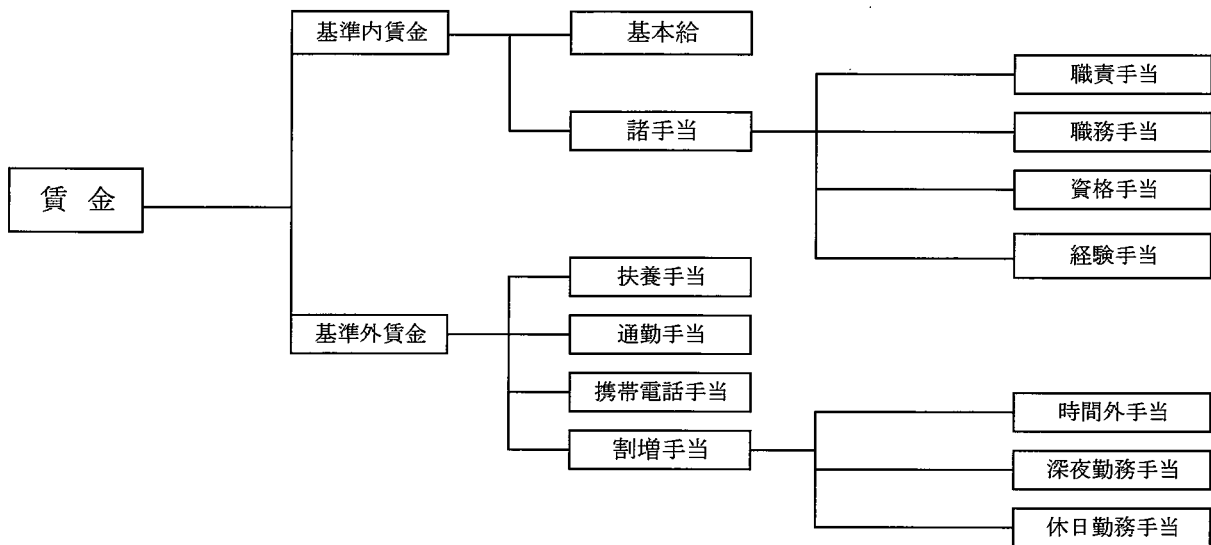 基準内賃金
基本給
職責手当
諸手当
職務手当
賃 金
資格手当
経験手当
扶養手当
基準外賃金
通勤手当
携帯電話手当
時間外手当
割増手当
深夜勤務手当
休日勤務手当